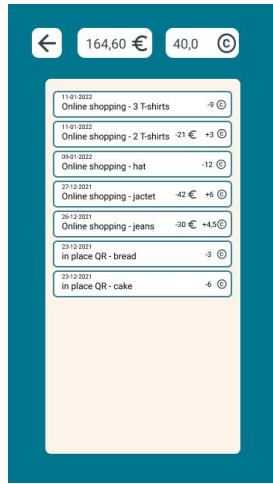 164,60 € 40,0 ©
11-01-2022
Online shopping - 3 T-shirts -9 ©
11-01-2022
Online shopping - 2 T-shirts -21 € +3 ©
09-01-2022
Online shopping - hat -12 ©
27-12-2021
Online shopping - jactet -42 € +6 ©
26-12-2021
Online shopping - jeans -30 € +4,5 ©
23-12-2021
in place QR - bread -3 ©
23-12-2021
in place QR - cake -6 ©